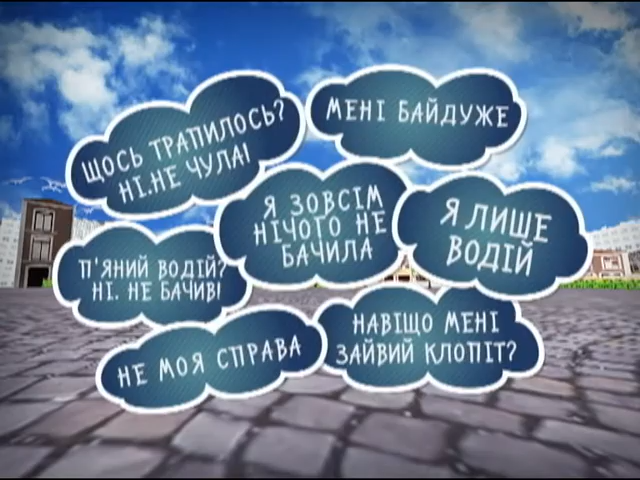 ЩОСЬ ТРАПИЛОСЬ?
НІ.НЕ ЧУЛА!
МЕНІ БАЙДУЖЕ
Я ЗОВСІМ
НІЧОГО НЕ
БАЧИЛА
Я ЛИШЕ
ВОДІЙ
П'ЯНИЙ ВОДІЙ?
НІ. НЕ БАЧИВ!
НЕ МОЯ СПРАВА
НАВІЩО МЕНІ
ЗАЙВИЙ КЛОПІТ?